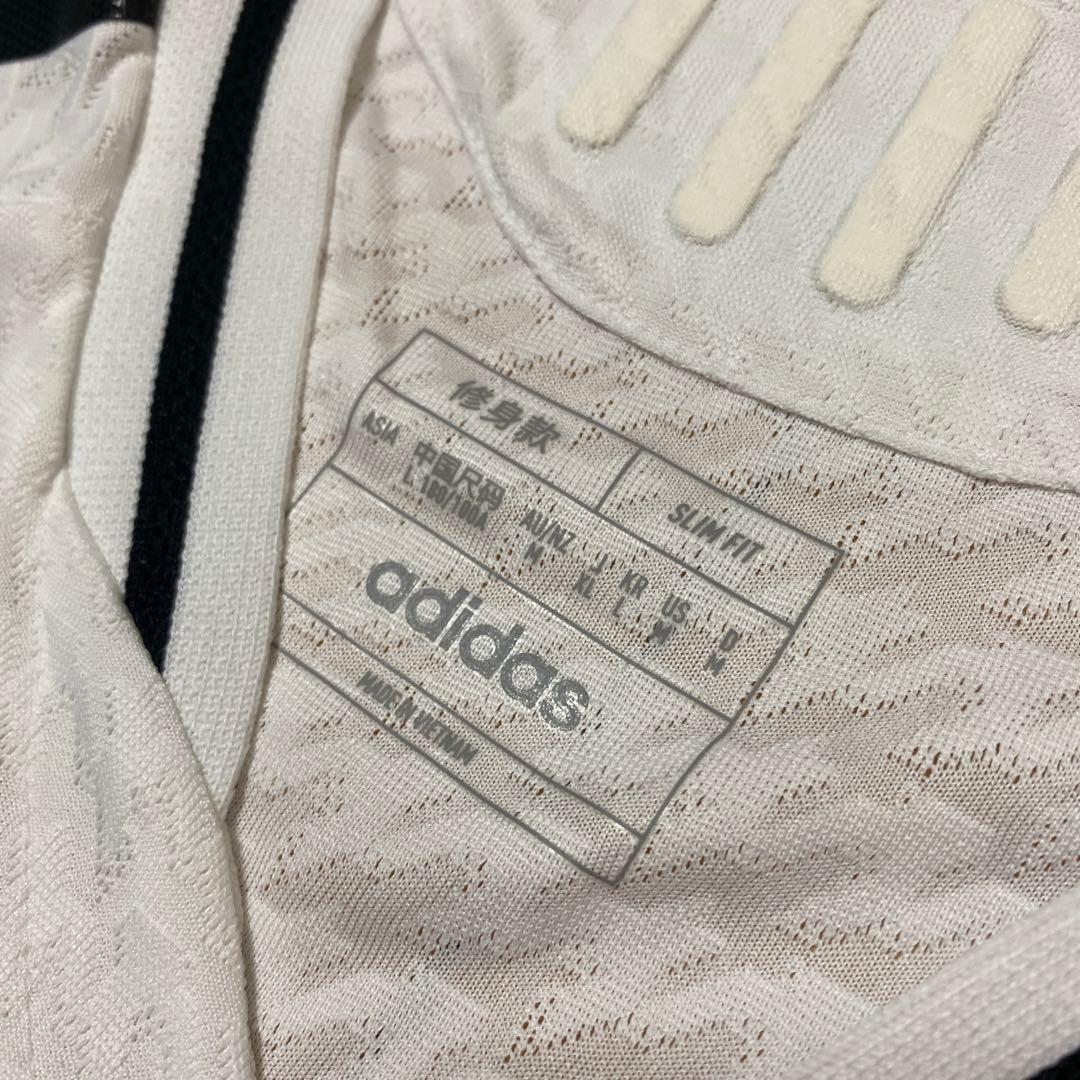 修身款
SLIM FIT
ASIA 中国尺码 AU/NZ J KR US D
L 180/100A M XL L M M
adidas
MADE IN VIETNAM